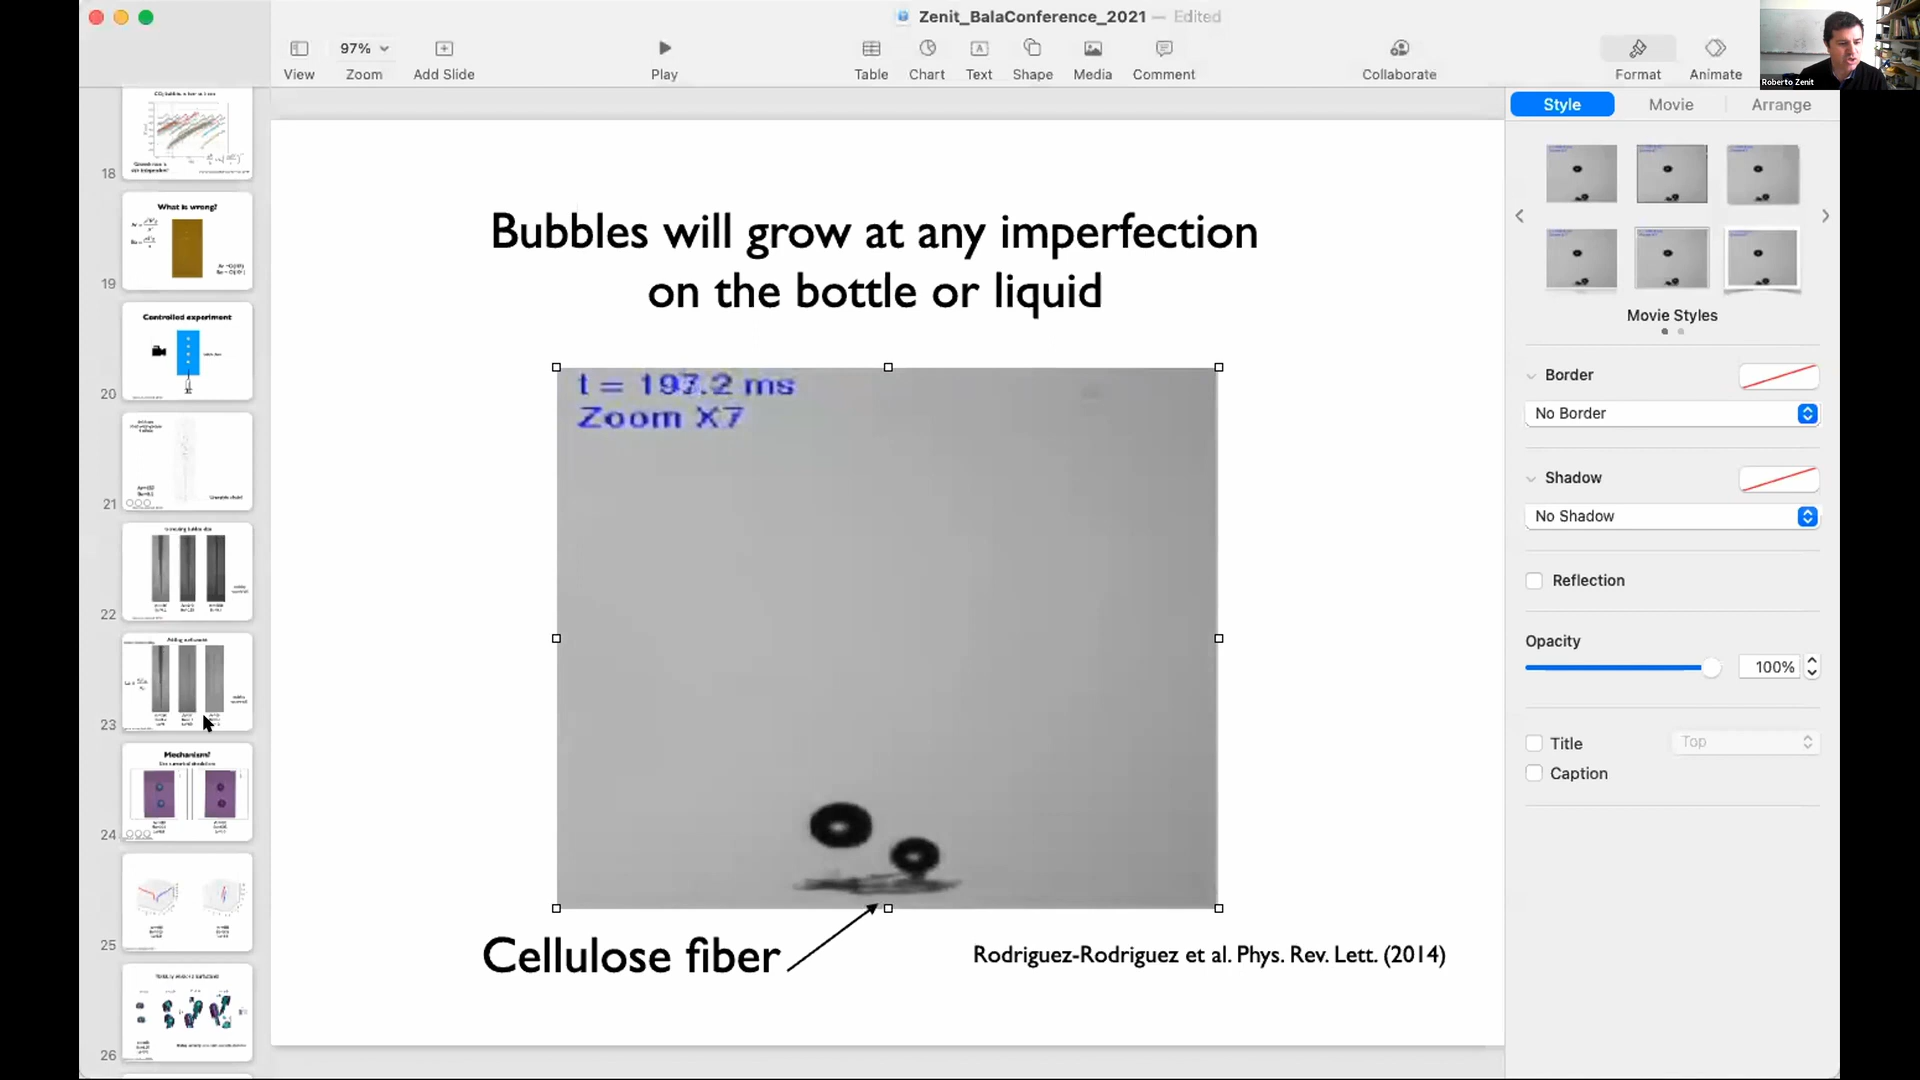 Zenit_BalaConference_2021 — Edited
97%
View
Zoom
Add Slide
Play
Table
Chart
Text
Shape
Media
Comment
Collaborate
Format
Animate
Roberto Zenit
Style
Movie
Arrange
18
What is wrong?
19
Controlled experiment
20
21
22
23
Mechanism?
24
25
26
Bubbles will grow at any imperfection
on the bottle or liquid
t = 197.2 ms
Zoom X7
Cellulose fiber
Rodriguez-Rodriguez et al. Phys. Rev. Lett. (2014)
Movie Styles
Border
No Border
Shadow
No Shadow
Reflection
Opacity
100%
Title
Top
Caption